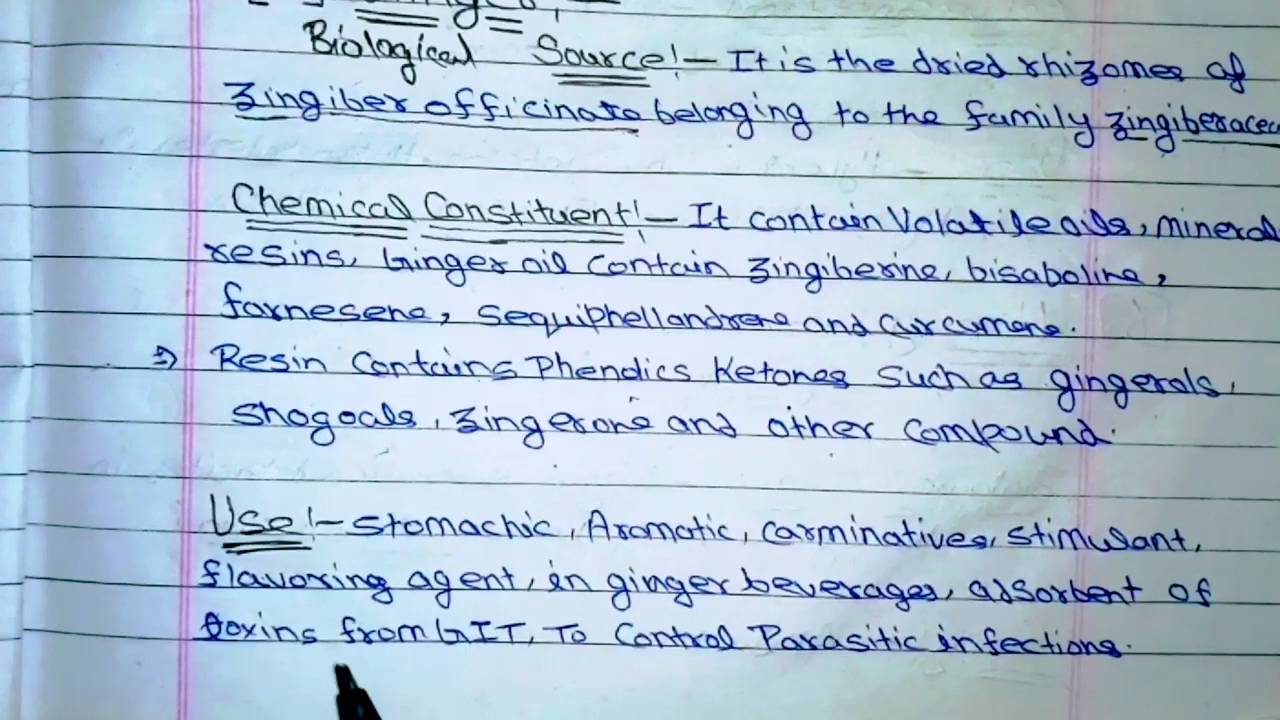 Biological Source!- It is the dried rhizomes of
Zingiber officinate belonging to the family Zingiberacea
Chemical Constituent!- It contain Volatile oils, mineral
resins, Ginger oil contain Zingiberine, bisaboline,
farnesene, Sequiphellandrene and Curcumene.
⇒ Resin Contains Phenolics Ketones Such as gingerols,
Shogoals, Zingerone and other Compound.
Use!- Stomachic, Aromatic, Carminatives, Stimulant,
flavoring agent, in ginger beverages, adsorbent of
toxins from GIT, To Control Parasitic infections.